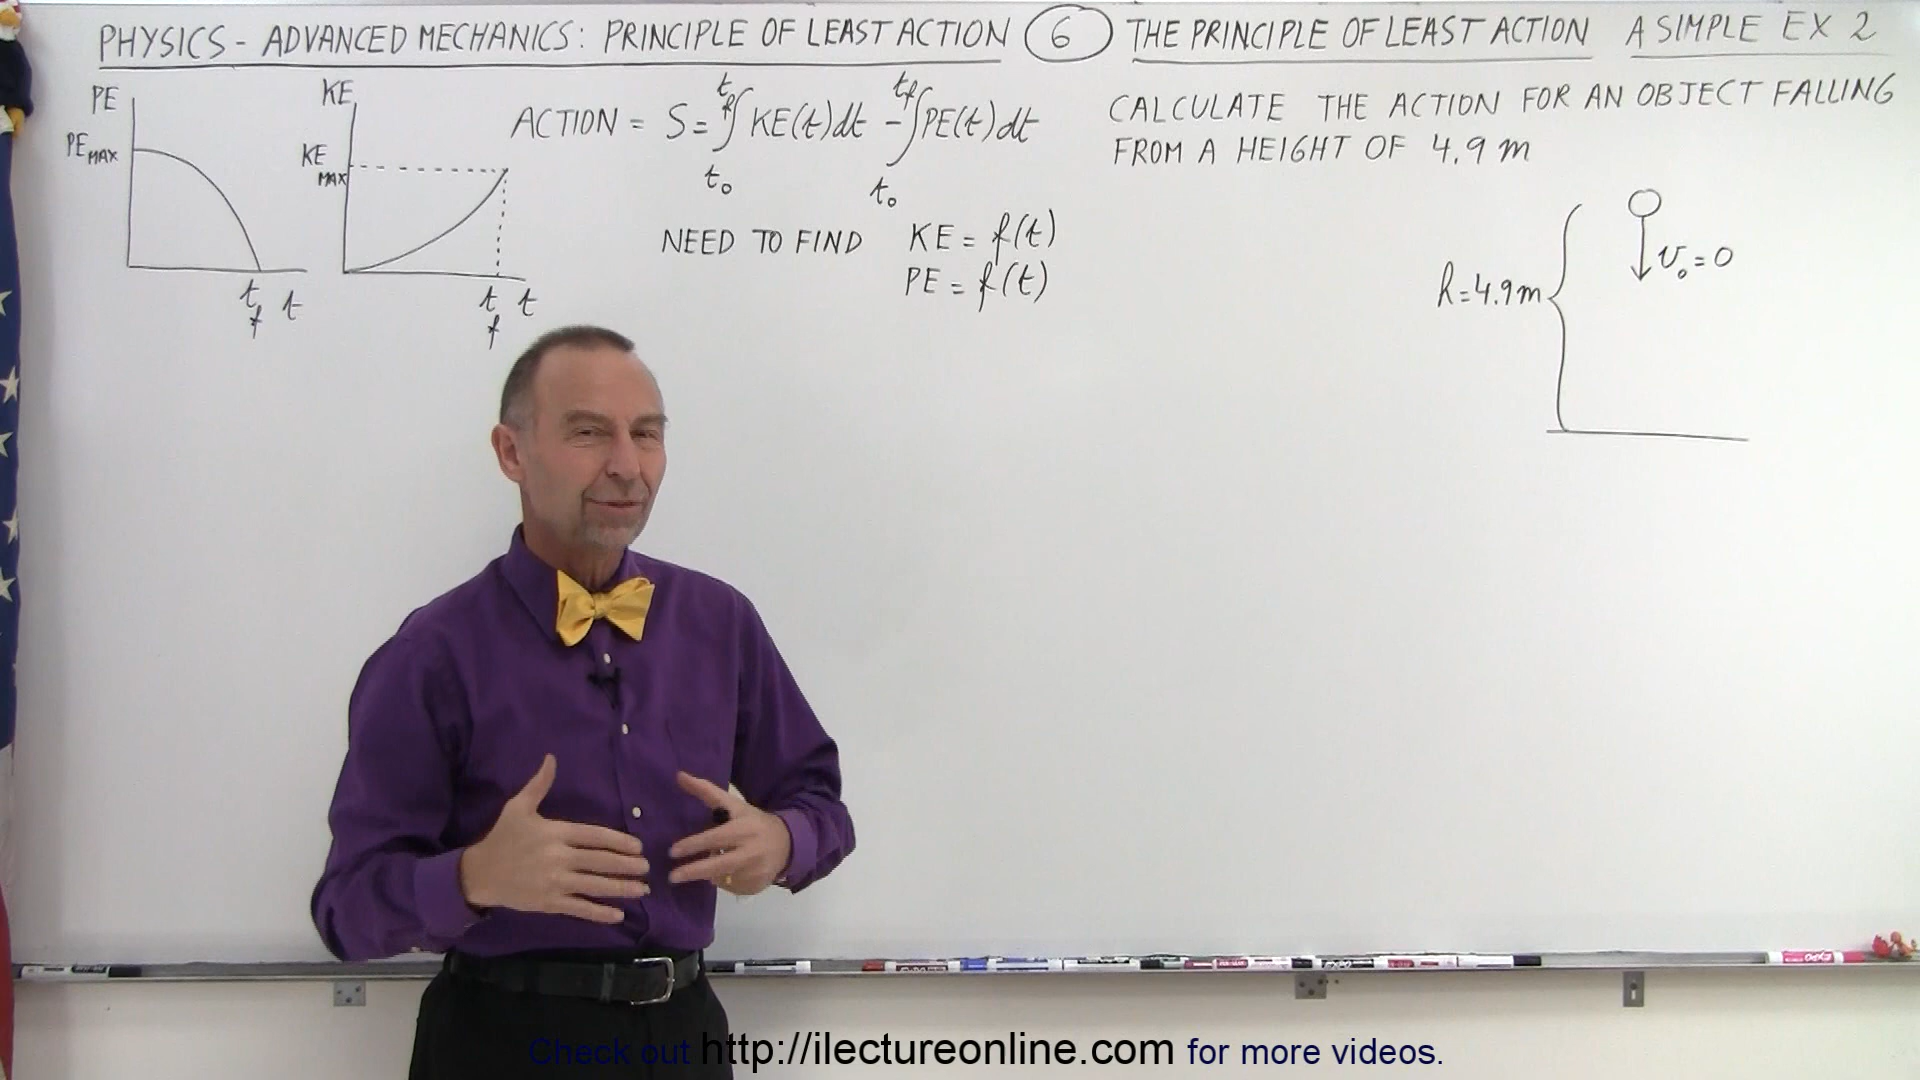 PHYSICS - ADVANCED MECHANICS: PRINCIPLE OF LEAST ACTION 6 THE PRINCIPLE OF LEAST ACTION A SIMPLE EX 2
PE
PE MAX
t f t
KE
KE MAX
t f t
ACTION = S = ∫ t₀ t f KE(t)dt - ∫ t₀ t f PE(t)dt
NEED TO FIND KE = f(t)
PE = f(t)
CALCULATE THE ACTION FOR AN OBJECT FALLING
FROM A HEIGHT OF 4.9 m
v₀ = 0
h = 4.9m
Check out http://ilectureonline.com for more videos.